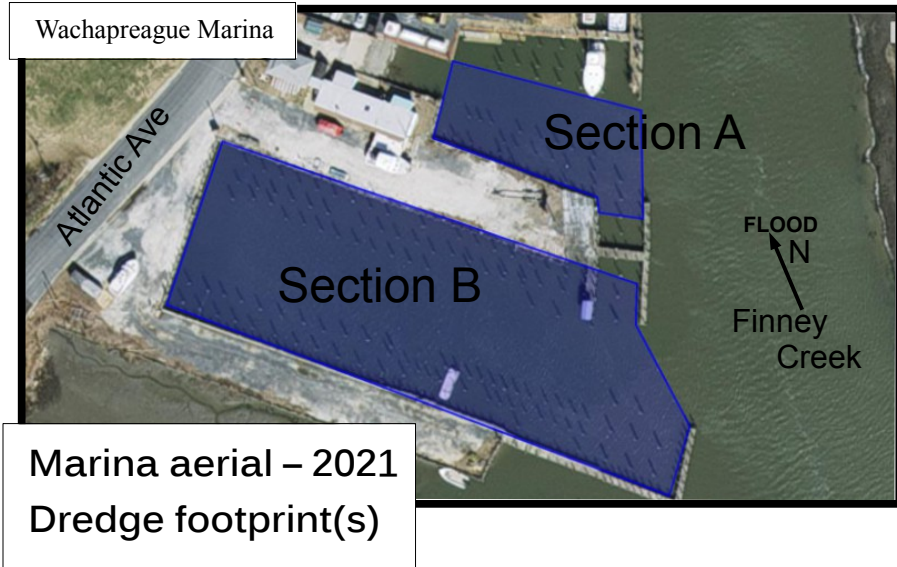 Wachapreague Marina
Atlantic Ave
Section A
Section B
FLOOD
N
Finney
Creek
Marina aerial – 2021
Dredge footprint(s)